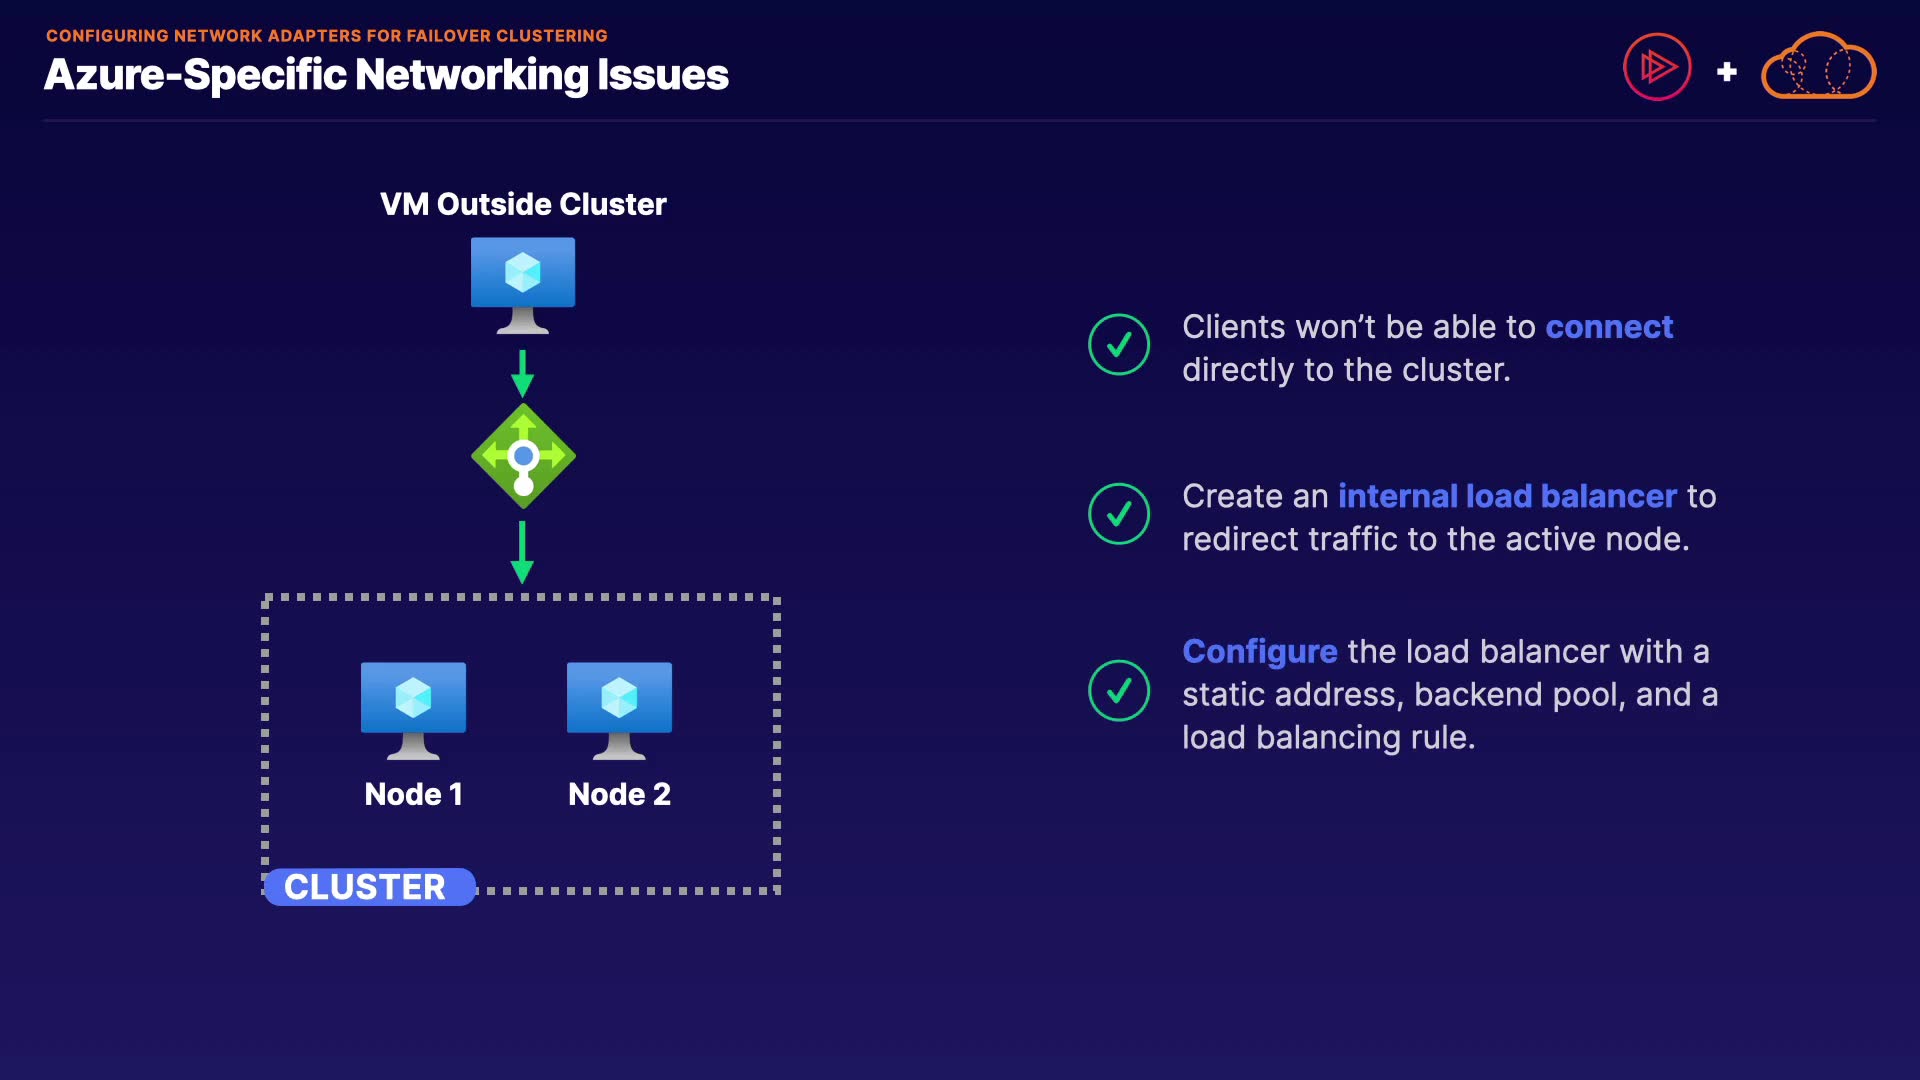 CONFIGURING NETWORK ADAPTERS FOR FAILOVER CLUSTERING
Azure-Specific Networking Issues
VM Outside Cluster
Node 1
Node 2
CLUSTER
Clients won’t be able to connect
directly to the cluster.
Create an internal load balancer to
redirect traffic to the active node.
Configure the load balancer with a
static address, backend pool, and a
load balancing rule.